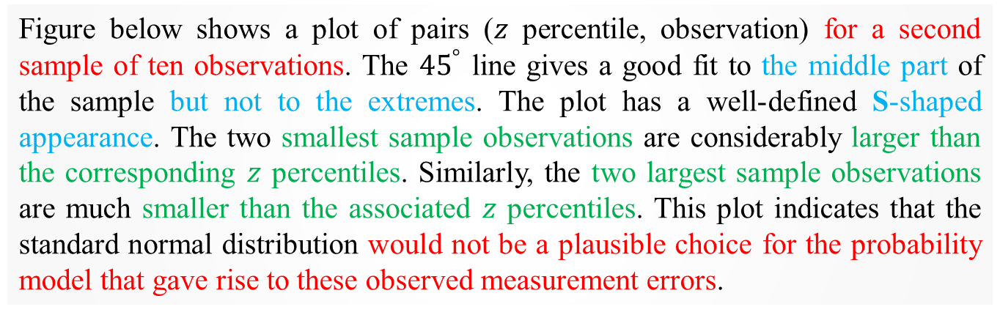 Figure below shows a plot of pairs (z percentile, observation) for a second
sample of ten observations. The 45° line gives a good fit to the middle part of
the sample but not to the extremes. The plot has a well-defined S-shaped
appearance. The two smallest sample observations are considerably larger than
the corresponding z percentiles. Similarly, the two largest sample observations
are much smaller than the associated z percentiles. This plot indicates that the
standard normal distribution would not be a plausible choice for the probability
model that gave rise to these observed measurement errors.